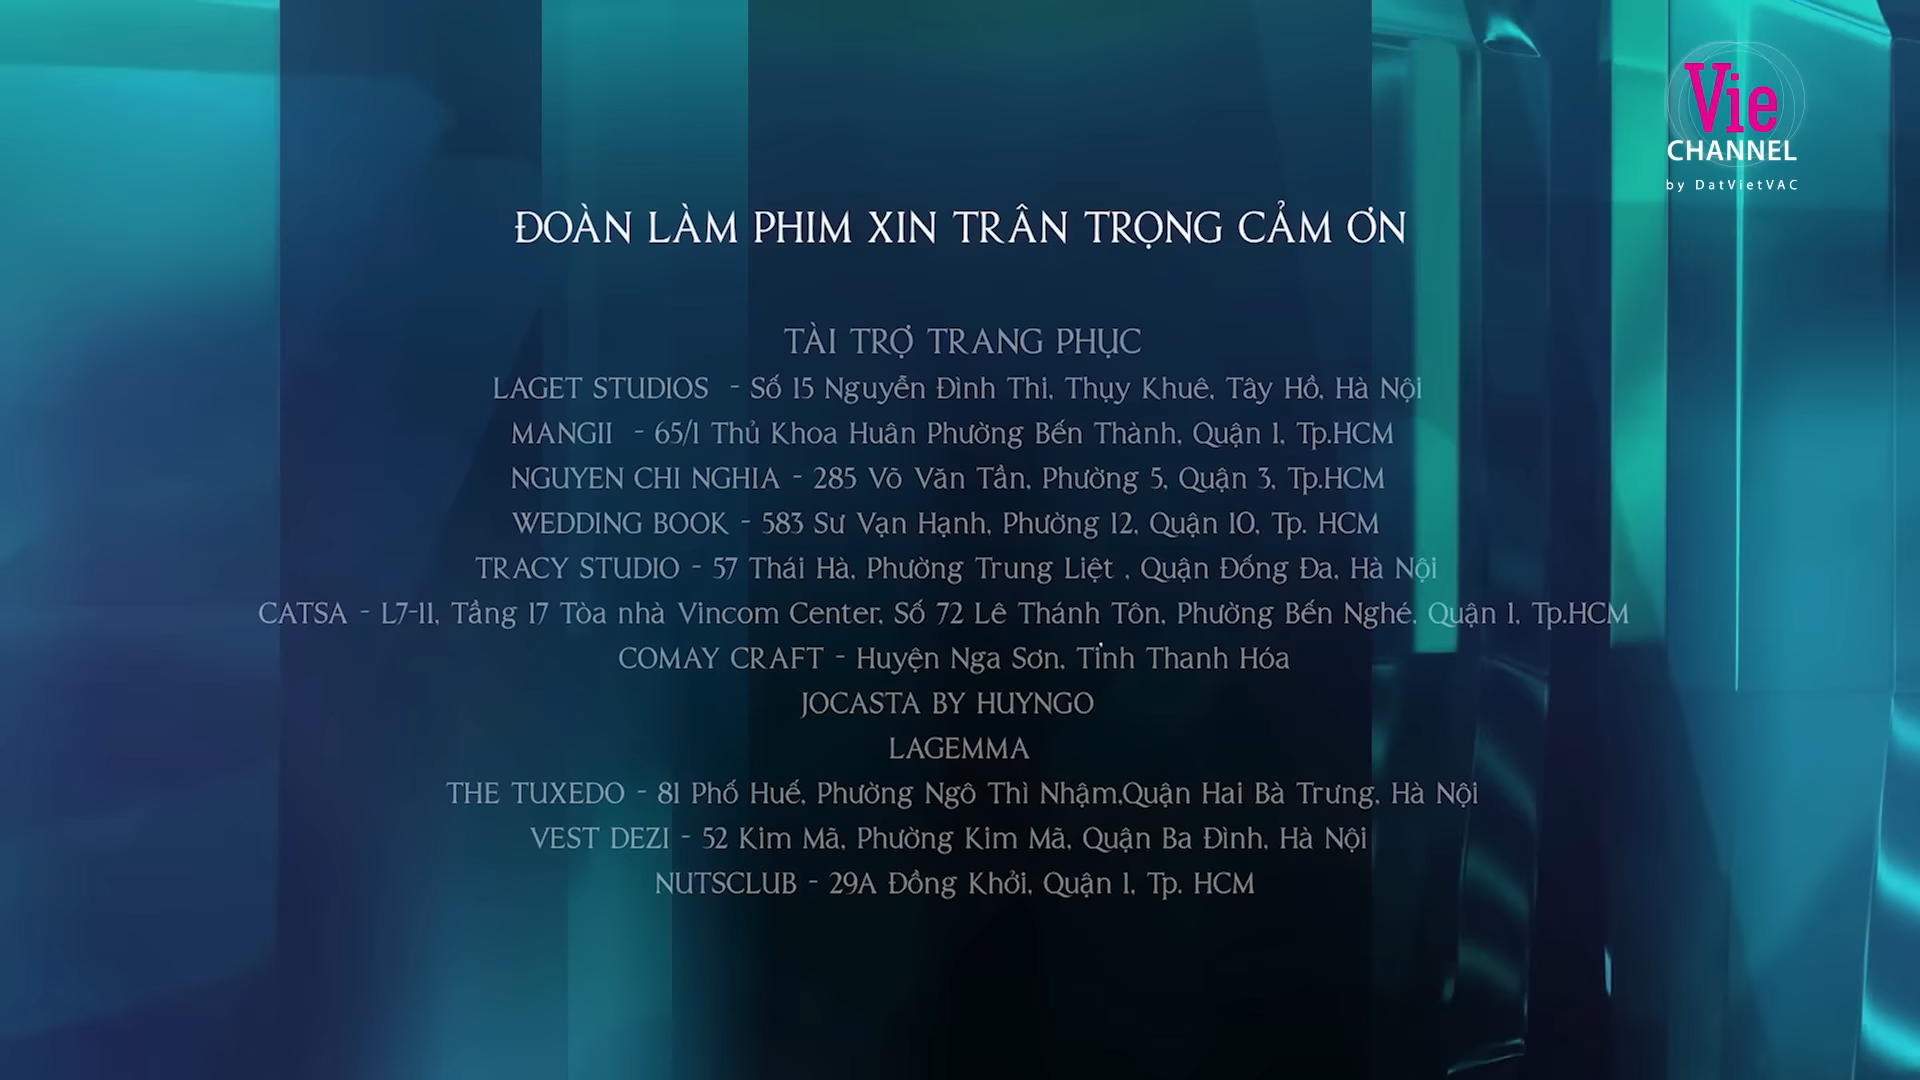 Vie
CHANNEL
by DatVietVAC
ĐOÀN LÀM PHIM XIN TRÂN TRỌNG CẢM ƠN
TÀI TRỢ TRANG PHỤC
LAGET STUDIOS - Số 15 Nguyễn Đình Thi, Thụy Khuê, Tây Hồ, Hà Nội
MANGII - 65/1 Thủ Khoa Huân Phường Bến Thành, Quận 1, Tp.HCM
NGUYEN CHI NGHIA - 285 Võ Văn Tần, Phường 5, Quận 3, Tp.HCM
WEDDING BOOK - 583 Sư Vạn Hạnh, Phường 12, Quận 10, Tp. HCM
TRACY STUDIO - 57 Thái Hà, Phường Trung Liệt , Quận Đống Đa, Hà Nội
CATSA - L7-11, Tầng 17 Tòa nhà Vincom Center, Số 72 Lê Thánh Tôn, Phường Bến Nghé, Quận 1, Tp.HCM
COMAY CRAFT - Huyện Nga Sơn, Tỉnh Thanh Hóa
JOCASTA BY HUYNGO
LAGEMMA
THE TUXEDO - 81 Phố Huế, Phường Ngô Thì Nhậm,Quận Hai Bà Trưng, Hà Nội
VEST DEZI - 52 Kim Mã, Phường Kim Mã, Quận Ba Đình, Hà Nội
NUTSCLUB - 29A Đồng Khởi, Quận 1, Tp. HCM